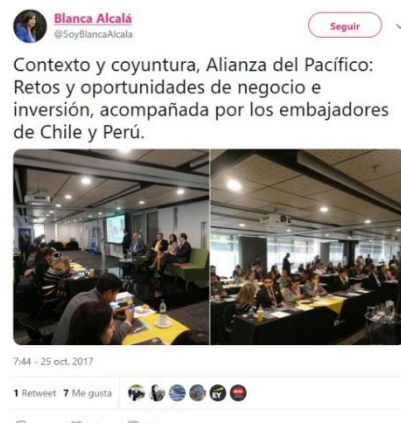 Blanca Alcalá
@SoyBlancaAlcala
Seguir
Contexto y coyuntura, Alianza del Pacífico:
Retos y oportunidades de negocio e
inversión, acompañada por los embajadores
de Chile y Perú.
7:44 - 25 oct. 2017
1 Retweet 7 Me gusta
EY